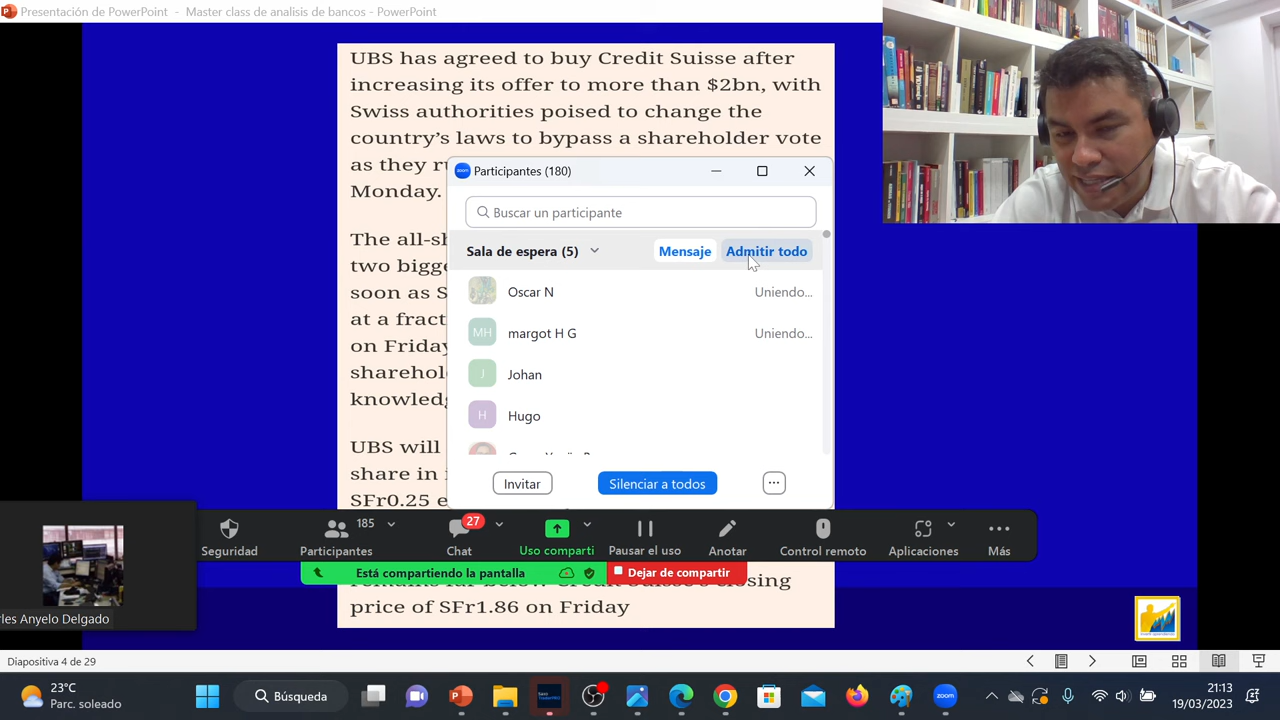 Presentación de PowerPoint - Master class de analisis de bancos - PowerPoint
UBS has agreed to buy Credit Suisse after
increasing its offer to more than $2bn, with
Swiss authorities poised to change the
country's laws to bypass a shareholder vote
as they
Monday.
The
two
soon as
at a
on Friday
knowledg
UBS will
share in
SFr0.25
closing
price of SFr1.86 on Friday
zoom
Participantes (180)
Buscar un participante
Sala de espera (5)
Mensaje
Admitir todo
Oscar N
Uniendo...
MH
margot H G
Uniendo...
J
Johan
H
Hugo
Invitar
Silenciar a todos
185
27
Seguridad
Participantes
Chat
Uso comparti
Pausar el uso
Anotar
Control remoto
Aplicaciones
Más
Está compartiendo la pantalla
Dejar de compartir
les Anyelo Delgado
Diapositiva 4 de 29
23°C
Parc. soleado
Búsqueda
zoom
21:13
19/03/2023